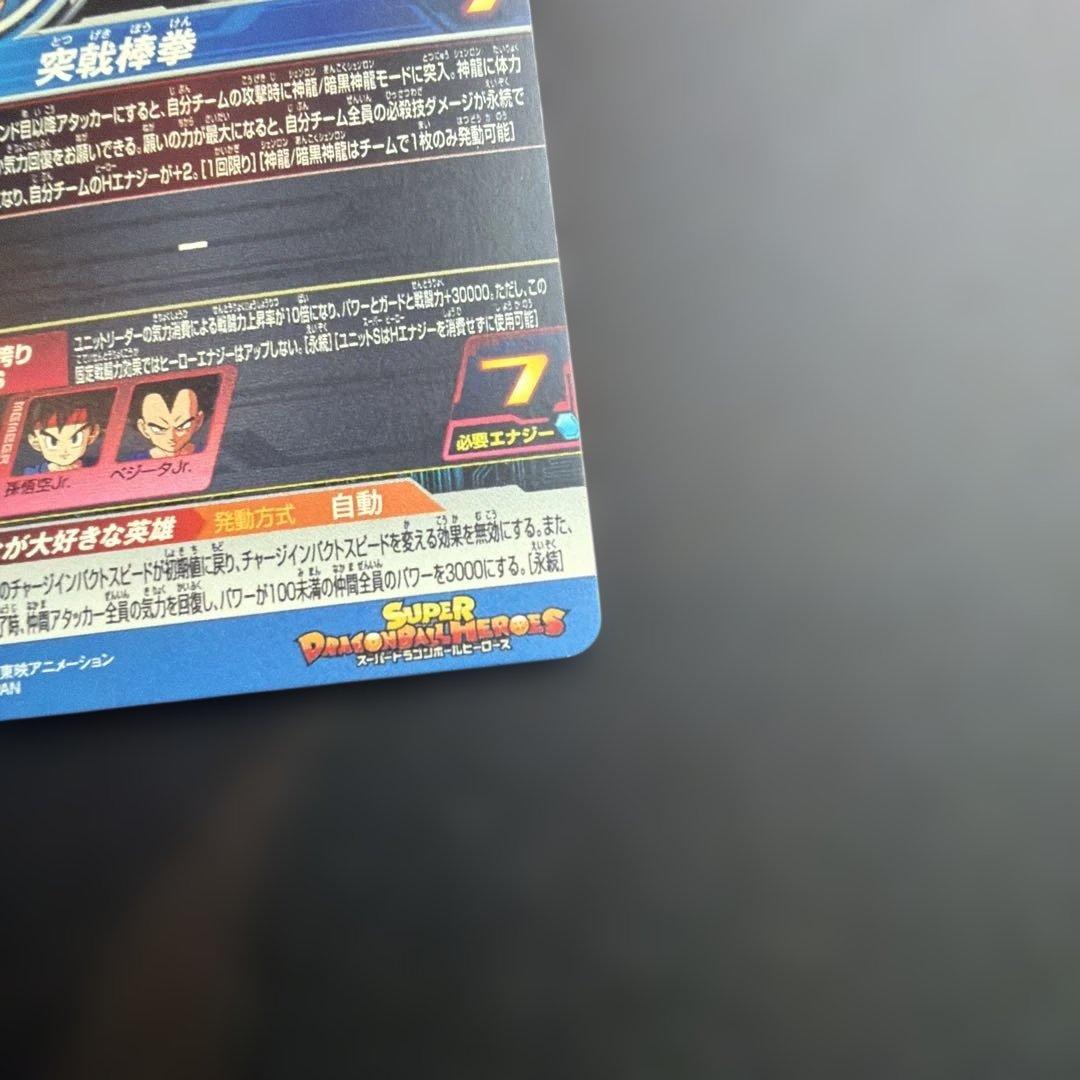 突戟棒拳
ンド目以降アタッカーにすると、自分チームの攻撃時に神龍/暗黒神龍モードに突入。神龍に体力
か気力回復をお願いできる。願いの力が最大になると、自分チーム全員の必殺技ダメージが永続で
なり、自分チームのHエナジーが+2。[1回限り][神龍/暗黒神龍はチームで1枚のみ発動可能]
ー
ユニットリーダーの気力消費による戦闘力上昇率が10倍になり、パワーとガードと戦闘力+30000。ただし、この
固定戦闘力効果ではヒーローエナジーはアップしない。[永続][ユニットSはHエナジーを消費せずに使用可能]
誇り
S
MEMBER
孫悟空Jr.
ベジータJr.
7
必要エナジー
が大好きな英雄
発動方式
自動
のチャージインパクトスピードが初期値に戻り、チャージインパクトスピードを変える効果を無効にする。また、
了時、仲間アタッカー全員の気力を回復し、パワーが100未満の仲間全員のパワーを3000にする。[永続]
SUPER
DRAGONBALL HEROES
スーパードラゴンボールヒーローズ
東映アニメーション
PAN